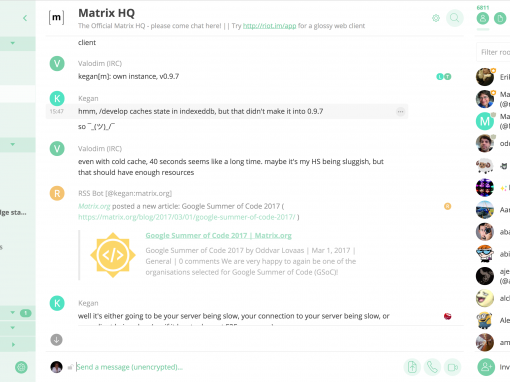 Matrix HQ
The Official Matrix HQ - please come chat here! || Try http://riot.im/app for a glossy web client
6811
[m]
client
Filter roo
Valodim (IRC)
kegan[m]: own instance, v0.9.7
Kegan
15:47 hmm, /develop caches state in indexeddb, but that didn't make it into 0.9.7
so ¯_(ツ)_/¯
Valodim (IRC)
even with cold cache, 40 seconds seems like a long time. maybe it's my HS being sluggish, but
that should have enough resources
RSS Bot [@kegan:matrix.org]
Matrix.org posted a new article: Google Summer of Code 2017 (
https://matrix.org/blog/2017/03/01/google-summer-of-code-2017/ )
Google Summer of Code 2017 | Matrix.org
Google Summer of Code 2017 by Oddvar Lovaas | Mar 1, 2017 |
General | 0 comments We are very happy to again be one of the
organisations selected for Google Summer of Code (GSoC)!
Kegan
well it's either going to be your server being slow, your connection to your server being slow, or
Send a message (unencrypted)...
dge sta...
s
1
V
K
V
R
K
Erik
Ma
(@
M
Ma
(@
odd
Aar
aba
abi
aje
(@
alc
Ale
am
Inv